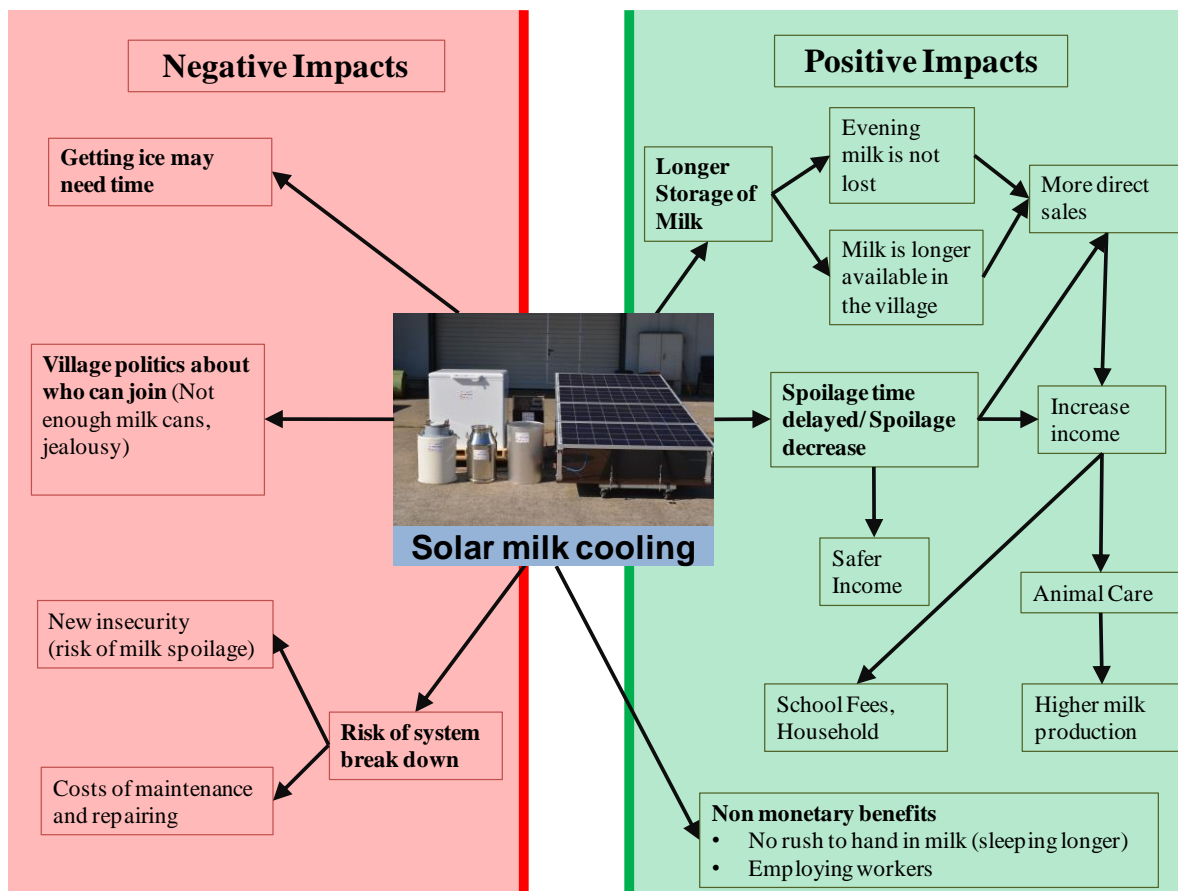 Negative Impacts
Getting ice may
need time
Village politics about
who can join (Not
enough milk cans,
jealousy)
New insecurity
(risk of milk spoilage)
Risk of system
break down
Costs of maintenance
and repairing
Solar milk cooling
Positive Impacts
Longer
Storage of
Milk
Evening
milk is not
lost
Milk is longer
available in
the village
More direct
sales
Spoilage time
delayed/ Spoilage
decrease
Increase
income
Safer
Income
Animal Care
School Fees,
Household
Higher milk
production
Non monetary benefits
• No rush to hand in milk (sleeping longer)
• Employing workers